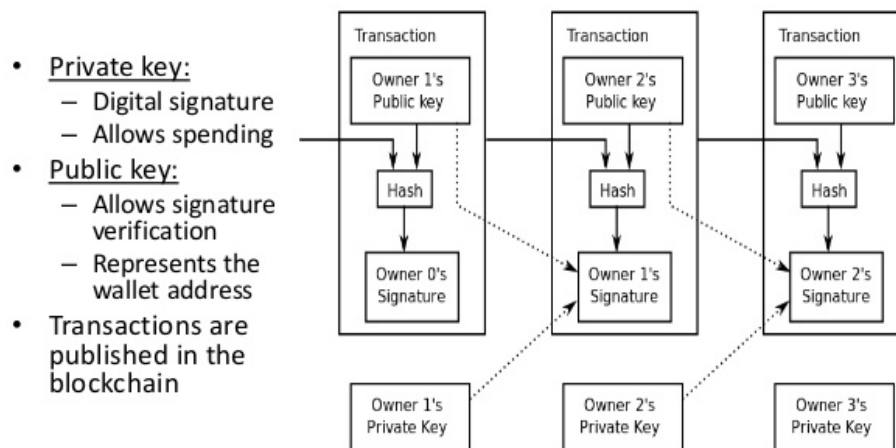 • Private key:
– Digital signature
– Allows spending
• Public key:
– Allows signature
verification
– Represents the
wallet address
• Transactions are
published in the
blockchain
Transaction
Owner 1's
Public key
Hash
Owner 0's
Signature
Transaction
Owner 2's
Public key
Hash
Owner 1's
Signature
Transaction
Owner 3's
Public key
Hash
Owner 2's
Signature
Owner 1's
Private Key
Owner 2's
Private Key
Owner 3's
Private Key